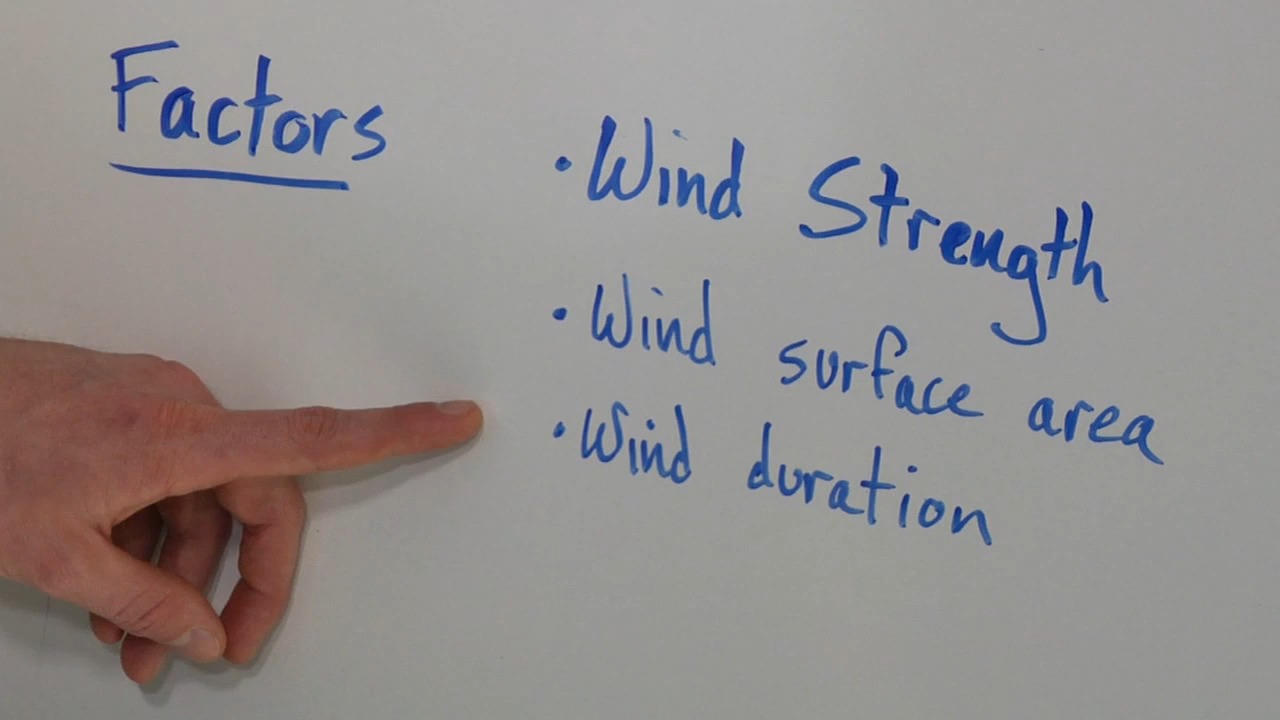 Factors
• Wind Strength
• Wind surface area
• Wind duration